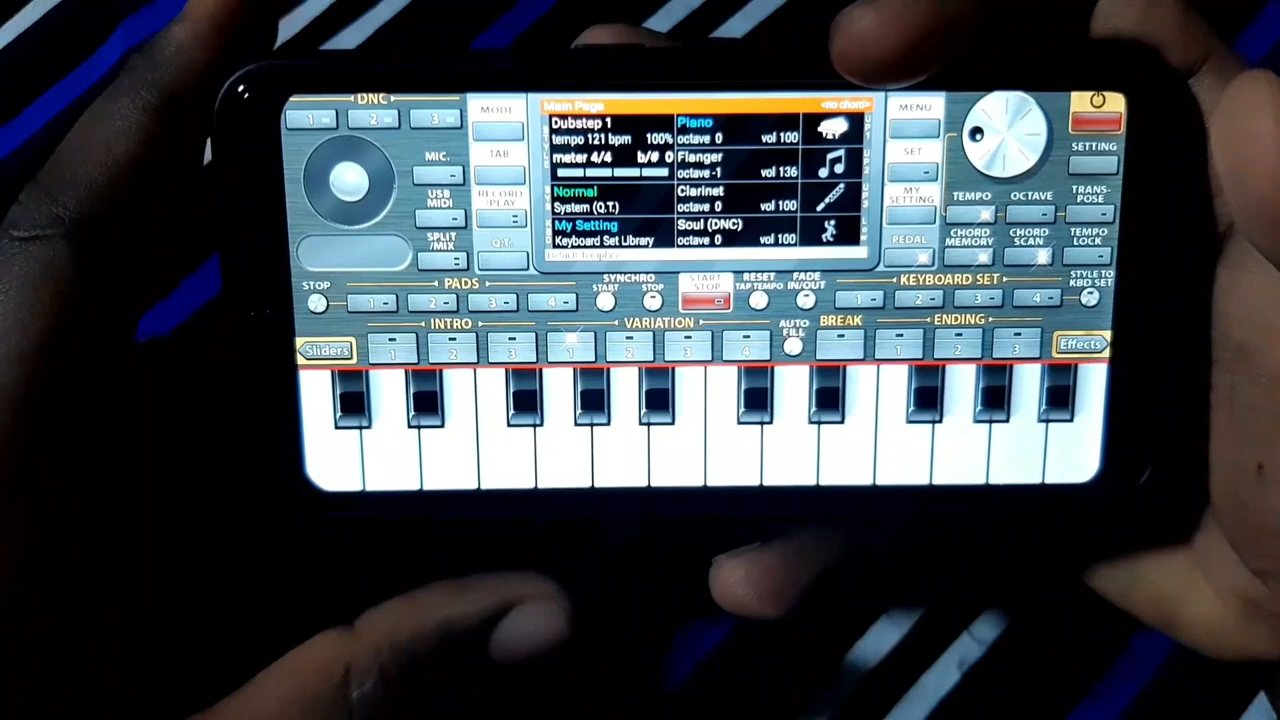 DNC
1 2 3
MIC.
USB
MIDI
SPLIT
/MIX
MODE
TAB
RECORD
/PLAY
Q.T.
Main Page <no chord>
Dubstep 1
tempo 121 bpm 100%
meter 4/4 b/# 0
Normal
System (Q.T.)
My Setting
Keyboard Set Library
Piano
octave 0 vol 100
Flanger
octave -1 vol 136
Clarinet
octave 0 vol 100
Soul (DNC)
octave 0 vol 100
Default Template
UP1
UP2
UP3
Low
MENU
SET
MY
SETTING
PEDAL
SETTING
TEMPO OCTAVE TRANS-
POSE
CHORD
MEMORY
CHORD
SCAN
TEMPO
LOCK
STOP
PADS
1 2 3 4
SYNCHRO
START STOP
START
/STOP
RESET
TAP TEMPO
FADE
IN/OUT
KEYBOARD SET
1 2 3 4
STYLE TO
KBD SET
Sliders
INTRO
1 2 3
VARIATION
1 2 3 4
AUTO
FILL
BREAK
ENDING
1 2 3
Effects